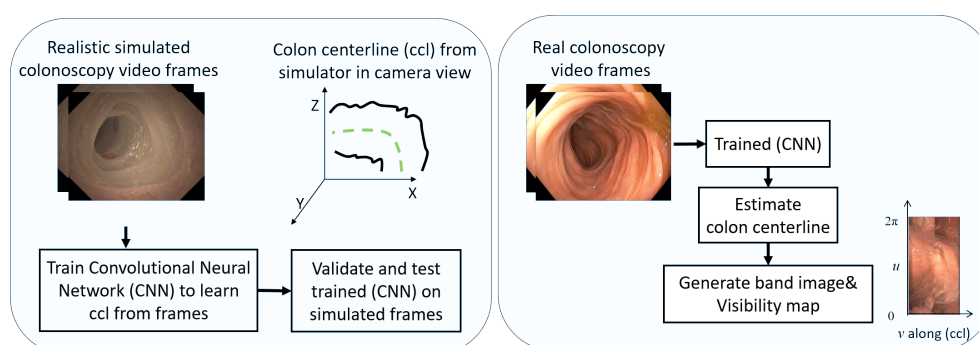 Realistic simulated
colonoscopy video frames
Colon centerline (ccl) from
simulator in camera view
Z
X
Y
Train Convolutional Neural
Network (CNN) to learn
ccl from frames
Validate and test
trained (CNN) on
simulated frames
Real colonoscopy
video frames
Trained (CNN)
Estimate
colon centerline
Generate band image&
Visibility map
2π
u
0
v along (ccl)